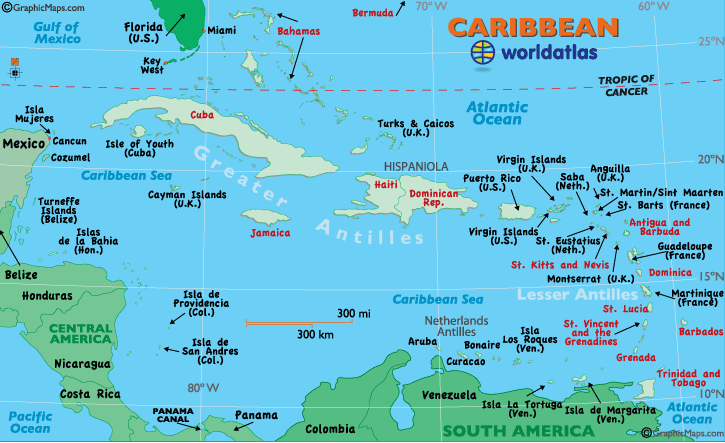 ©GraphicMaps.com
Gulf of
Mexico
Florida
(U.S.)
Miami
Key
West
Bahamas
Bermuda
70°W
60°W
CARIBBEAN
worldatlas
25°N
TROPIC OF
CANCER
N
Isla
Mujeres
Cancun
Mexico
Cozumel
Cuba
Isle of Youth
(Cuba)
Turks & Caicos
(U.K.)
Atlantic
Ocean
20°N
Caribbean Sea
Cayman Islands
(U.K.)
Greater
Antilles
HISPANIOLA
Haiti
Dominican
Rep.
Puerto Rico
(U.S.)
Virgin Islands
(U.K.)
Saba
(Neth.)
Anguilla
(U.K.)
St. Martin/Sint Maarten
St. Barts (France)
Turneffe
Islands
(Belize)
Islas
de la Bahia
(Hon.)
Jamaica
Virgin Islands
(U.S.)
St. Eustatius
(Neth.)
Antigua and
Barbuda
St. Kitts and Nevis
Guadeloupe
(France)
Montserrat (U.K.)
Dominica
15°N
Belize
Honduras
Isla de
Providencia
(Col.)
Caribbean Sea
Lesser Antilles
Martinique
(France)
St. Lucia
300 mi
300 km
CENTRAL
AMERICA
Isla de
San Andres
(Col.)
Netherlands
Antilles
Aruba
Bonaire
Curacao
Isla
Los Roques
(Ven.)
St. Vincent
and the
Grenadines
Barbados
Grenada
Nicaragua
Costa Rica
80°W
Trinidad and
Tobago
10°N
Pacific
Ocean
PANAMA
CANAL
Panama
Colombia
Venezuela
Isla La Tortuga
(Ven.)
Isla de Margarita
(Ven.)
SOUTH AMERICA
Atlantic
Ocean
©GraphicMaps.com